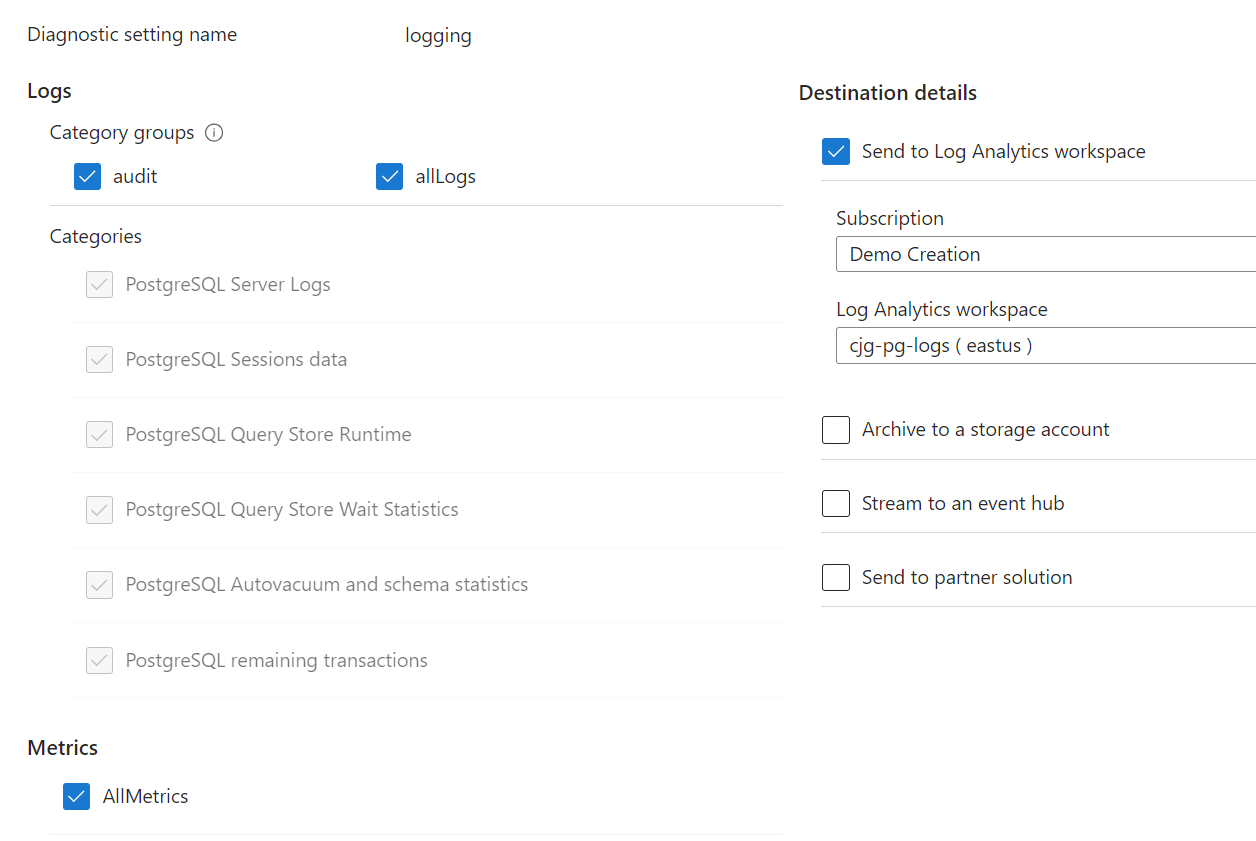 Diagnostic setting name logging
Logs
Category groups
audit allLogs
Categories
PostgreSQL Server Logs
PostgreSQL Sessions data
PostgreSQL Query Store Runtime
PostgreSQL Query Store Wait Statistics
PostgreSQL Autovacuum and schema statistics
PostgreSQL remaining transactions
Metrics
AllMetrics
Destination details
Send to Log Analytics workspace
Subscription
Demo Creation
Log Analytics workspace
cjg-pg-logs ( eastus )
Archive to a storage account
Stream to an event hub
Send to partner solution